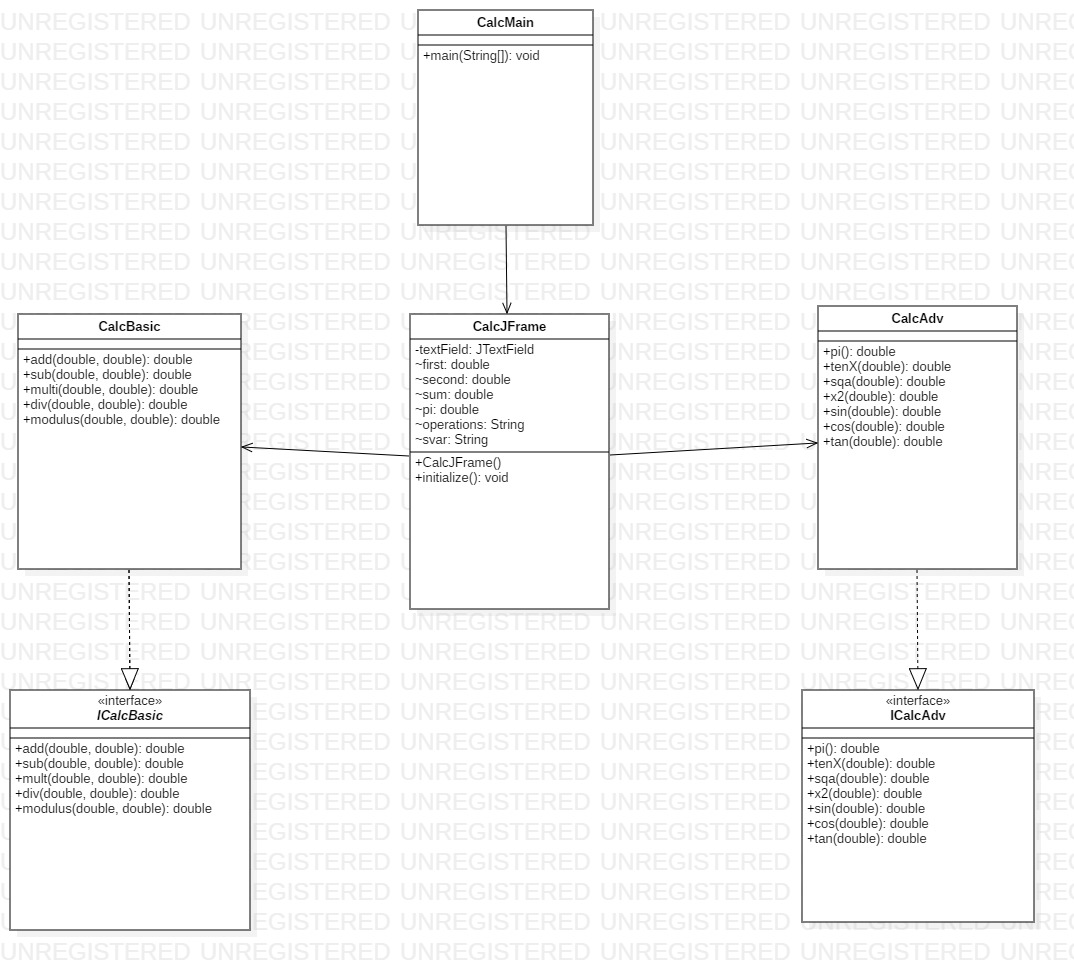 CalcMain
+main(String[]): void
CalcBasic
+add(double, double): double
+sub(double, double): double
+multi(double, double): double
+div(double, double): double
+modulus(double, double): double
CalcJFrame
-textField: JTextField
~first: double
~second: double
~sum: double
~pi: double
~operations: String
~svar: String
+CalcJFrame()
+initialize(): void
CalcAdv
+pi(): double
+tenX(double): double
+sqa(double): double
+x2(double): double
+sin(double): double
+cos(double): double
+tan(double): double
«interface»
ICalcBasic
+add(double, double): double
+sub(double, double): double
+mult(double, double): double
+div(double, double): double
+modulus(double, double): double
«interface»
ICalcAdv
+pi(): double
+tenX(double): double
+sqa(double): double
+x2(double): double
+sin(double): double
+cos(double): double
+tan(double): double
UNREGISTERED